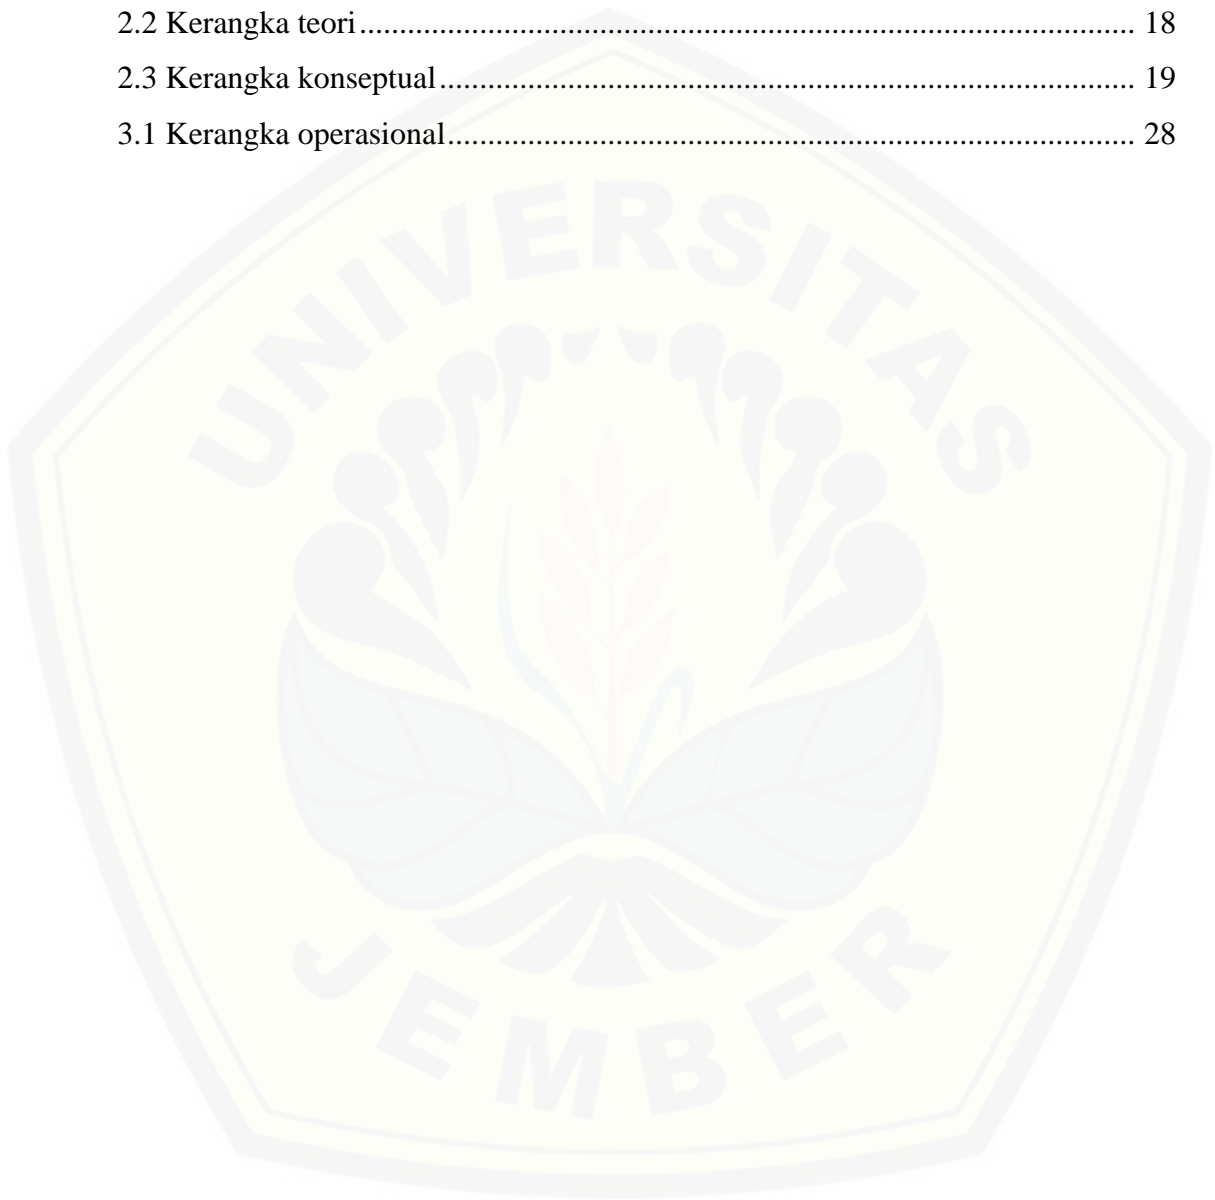 2.2 Kerangka teori.................................................................................................. 18
2.3 Kerangka konseptual........................................................................................ 19
3.1 Kerangka operasional....................................................................................... 28
UNIVERSITAS
JEMBER